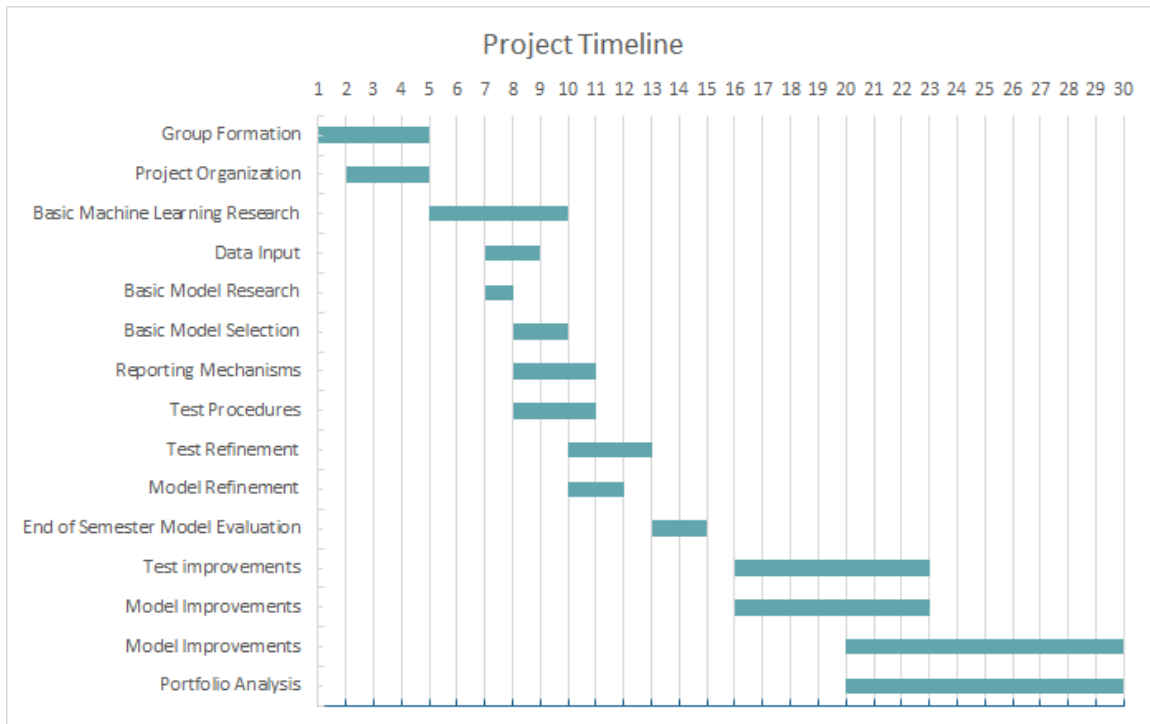 Project Timeline
1 2 3 4 5 6 7 8 9 10 11 12 13 14 15 16 17 18 19 20 21 22 23 24 25 26 27 28 29 30
Group Formation
Project Organization
Basic Machine Learning Research
Data Input
Basic Model Research
Basic Model Selection
Reporting Mechanisms
Test Procedures
Test Refinement
Model Refinement
End of Semester Model Evaluation
Test improvements
Model Improvements
Model Improvements
Portfolio Analysis